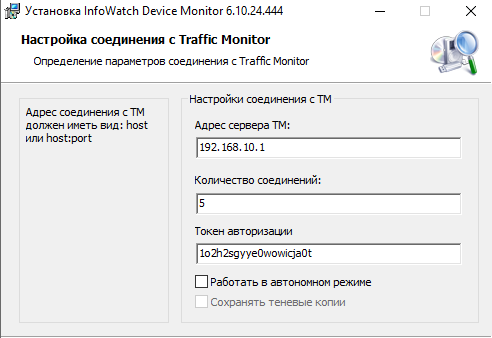 Установка InfoWatch Device Monitor 6.10.24.444
Настройка соединения с Traffic Monitor
Определение параметров соединения с Traffic Monitor
Адрес соединения с ТМ
должен иметь вид: host
или host:port
Настройки соединения с ТМ
Адрес сервера ТМ:
192.168.10.1
Количество соединений:
5
Токен авторизации
1o2h2sgyye0wowicja0t
Работать в автономном режиме
Сохранять теневые копии